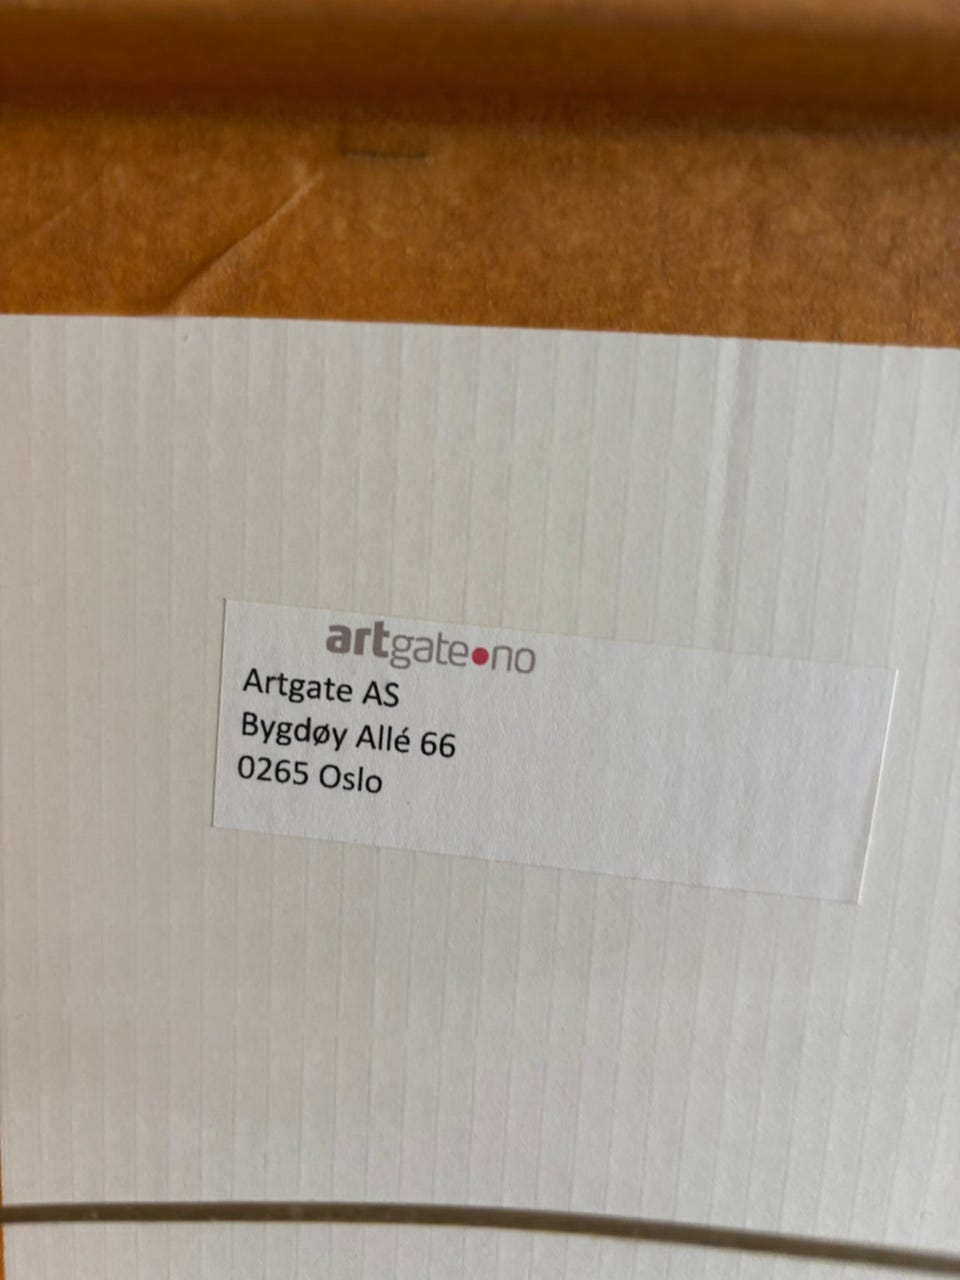 artgate•no
Artgate AS
Bygdøy Allé 66
0265 Oslo